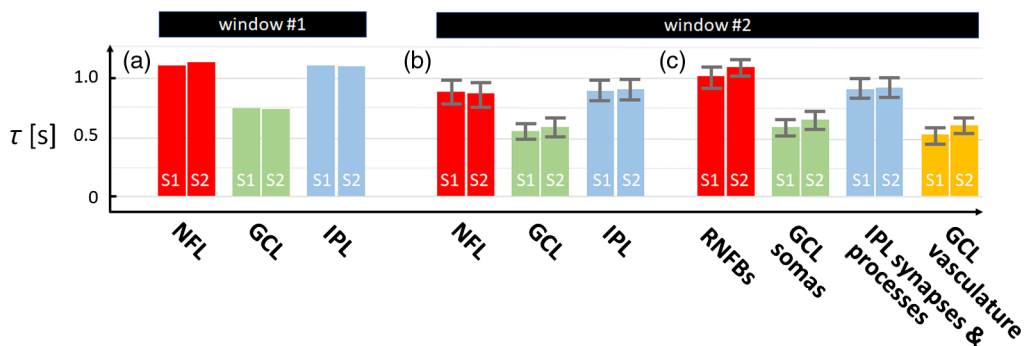 window #1
window #2
(a)
(b)
(c)
τ [s]
1.0
0.5
0
S1 S2
S1 S2
S1 S2
S1 S2
S1 S2
S1 S2
S1 S2
S1 S2
S1 S2
S1 S2
NFL
GCL
IPL
NFL
GCL
IPL
RNFBs
GCL
somas
IPL synapses &
processes
GCL
vasculature